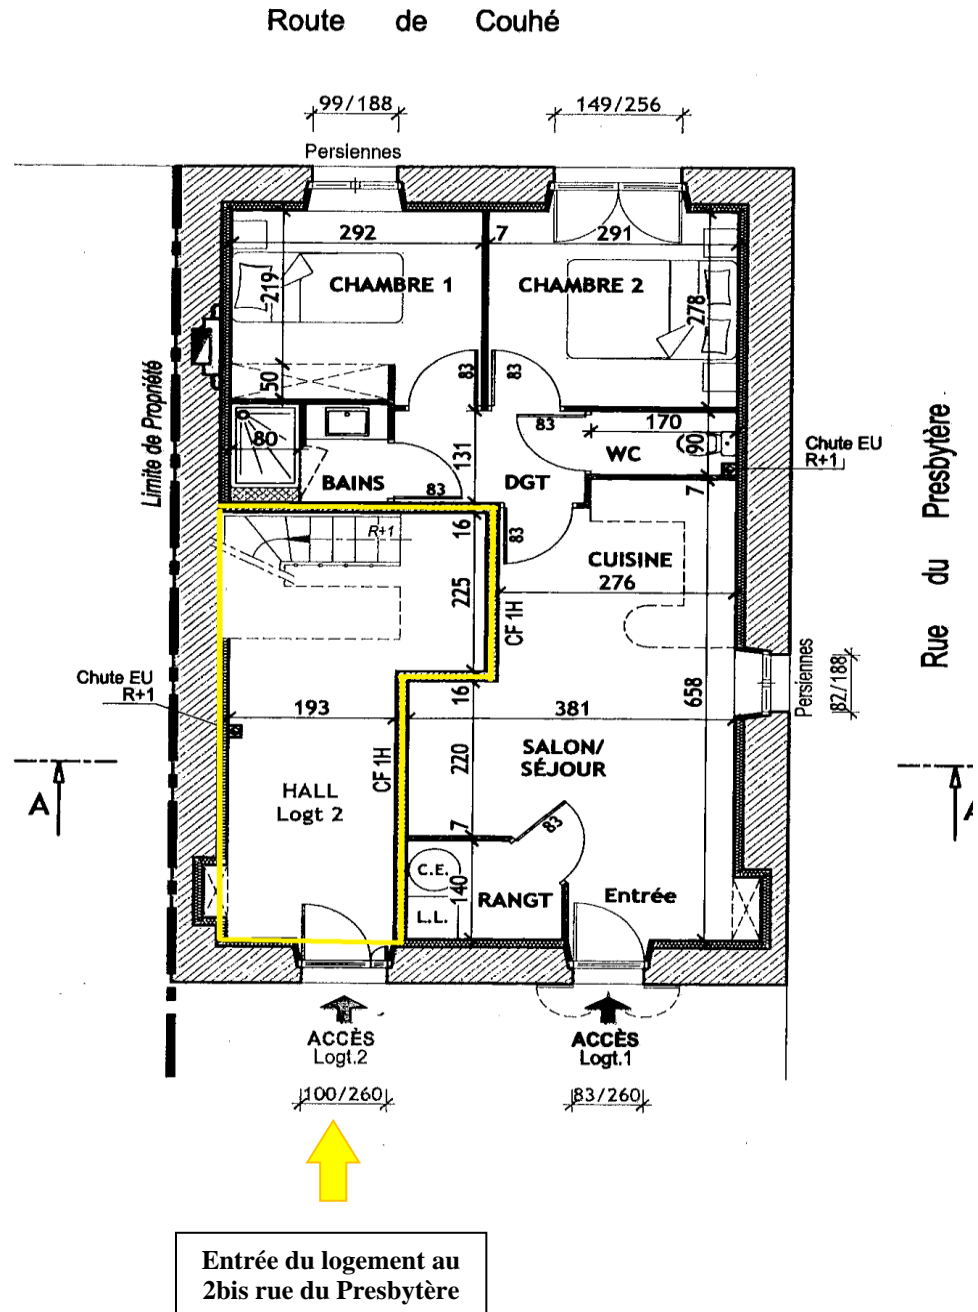 Route de Couhé
99/188
149/256
Persiennes
292
7
291
219
CHAMBRE 1
CHAMBRE 2
278
50
83
83
Limite de Propriété
83
170
80
131
WC
90
Chute EU
R+1
BAINS
DGT
83
7
R+1
16
83
CUISINE
225
276
CF 1H
Rue du Presbytère
Chute EU
R+1
16
658
Persiennes
82/188
193
381
CF 1H
220
SALON/
SÉJOUR
A
HALL
Logt 2
A
7
83
C.E.
140
RANGT
Entrée
L.L.
ACCÈS
Logt.2
ACCÈS
Logt.1
100/260
83/260
Entrée du logement au
2bis rue du Presbytère